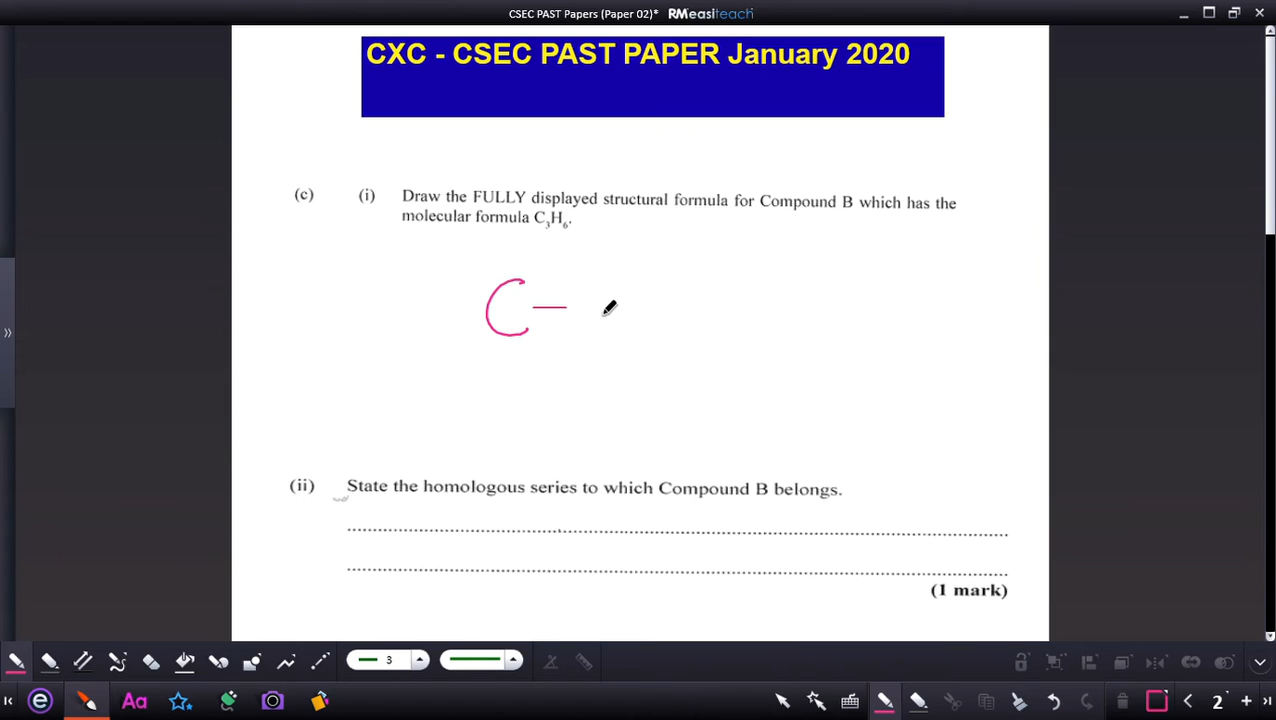 CSEC PAST Papers (Paper 02)* RMeasiteach
CXC - CSEC PAST PAPER January 2020
(c) (i) Draw the FULLY displayed structural formula for Compound B which has the
molecular formula C₃H₆.
C —
(ii) State the homologous series to which Compound B belongs.
(1 mark)
3
Aa
2